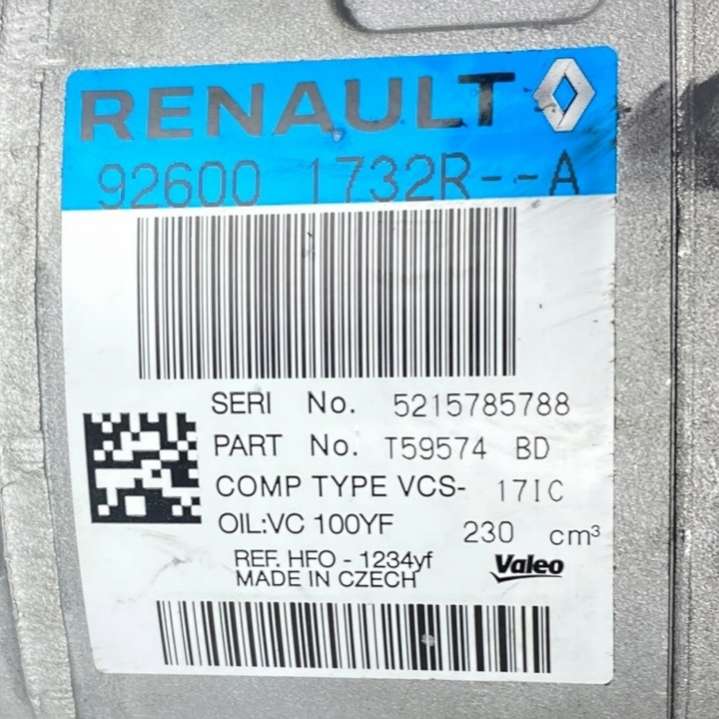 RENAULT
92600 1732R--A
SERI No. 5215785788
PART No. T59574 BD
COMP TYPE VCS- 17IC
OIL:VC 100YF 230 cm³
REF. HFO - 1234yf
MADE IN CZECH
Valeo